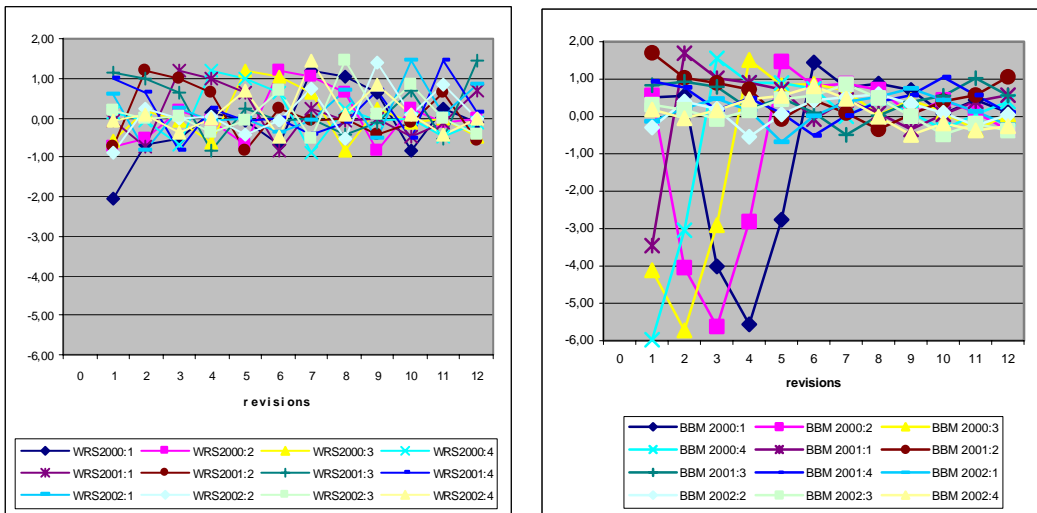 2,00
1,00
0,00
-1,00
-2,00
-3,00
-4,00
-5,00
-6,00
0 1 2 3 4 5 6 7 8 9 10 11 12
revisions
WRS2000:1 WRS2000:2 WRS2000:3 WRS2000:4
WRS2001:1 WRS2001:2 WRS2001:3 WRS2001:4
WRS2002:1 WRS2002:2 WRS2002:3 WRS2002:4
2,00
1,00
0,00
-1,00
-2,00
-3,00
-4,00
-5,00
-6,00
0 1 2 3 4 5 6 7 8 9 10 11 12
revisions
BBM 2000:1 BBM 2000:2 BBM 2000:3
BBM 2000:4 BBM 2001:1 BBM 2001:2
BBM 2001:3 BBM 2001:4 BBM 2002:1
BBM 2002:2 BBM 2002:3 BBM 2002:4